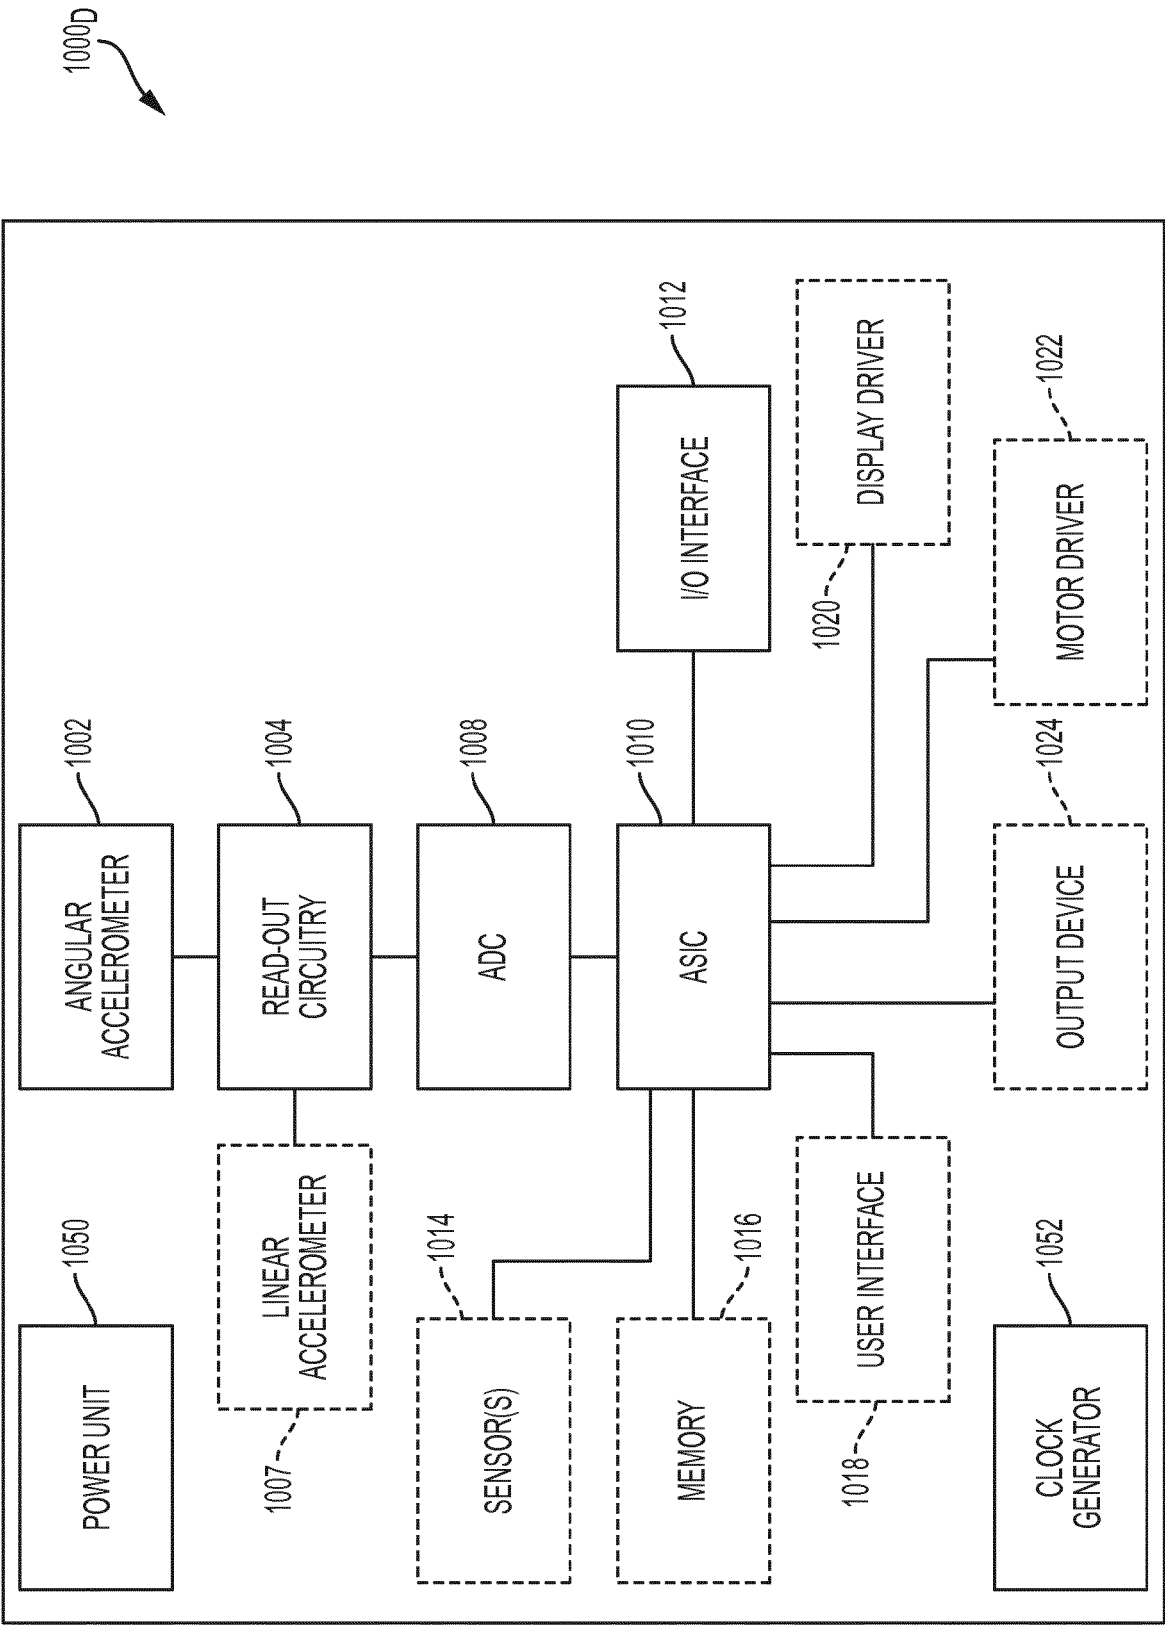 1000D
POWER UNIT
1050
ANGULAR
ACCELEROMETER
1002
LINEAR
ACCELEROMETER
1007
READ-OUT
CIRCUITRY
1004
SENSOR(S)
1014
ADC
1008
MEMORY
1016
ASIC
1010
I/O INTERFACE
1012
USER INTERFACE
1018
DISPLAY DRIVER
1020
CLOCK
GENERATOR
1052
OUTPUT DEVICE
1024
MOTOR DRIVER
1022